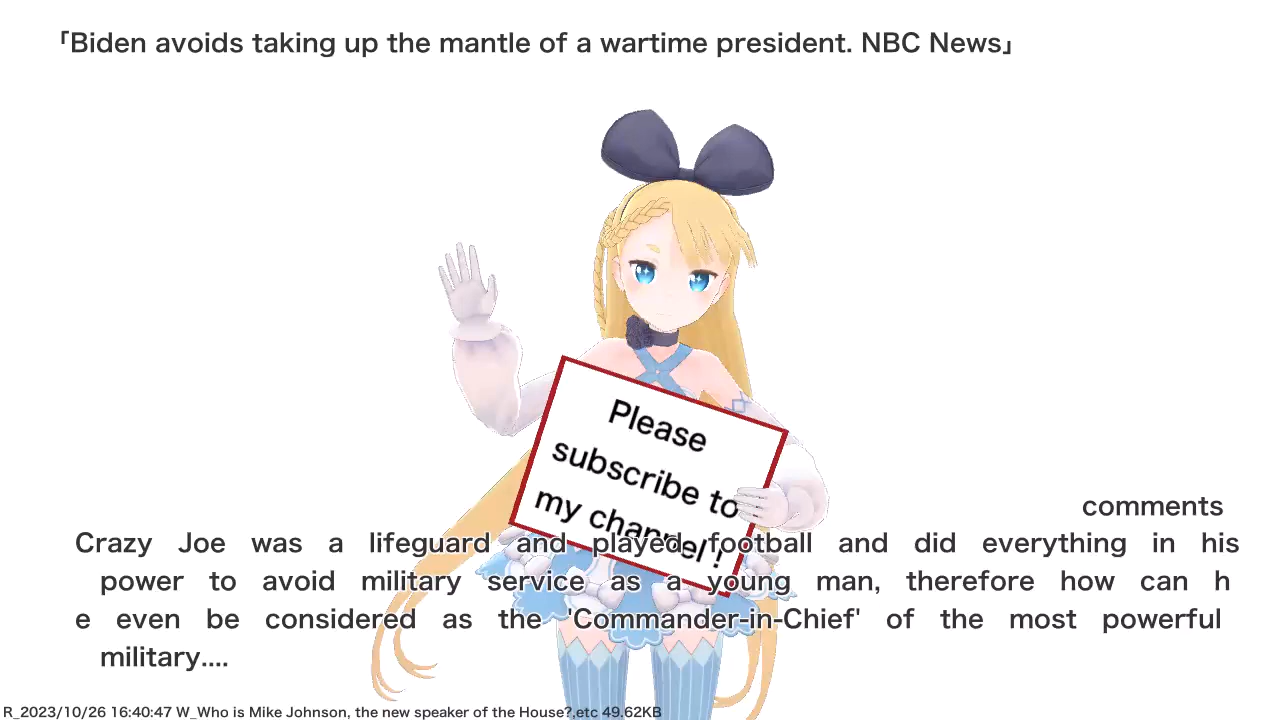 「Biden avoids taking up the mantle of a wartime president. NBC News」
Please
subscribe to
my channel !
comments
Crazy Joe was a lifeguard and played football and did everything in his
power to avoid military service as a young man, therefore how can h
e even be considered as the 'Commander-in-Chief' of the most powerful
military....
R_2023/10/26 16:40:47 W_Who is Mike Johnson, the new speaker of the House?,etc 49.62KB